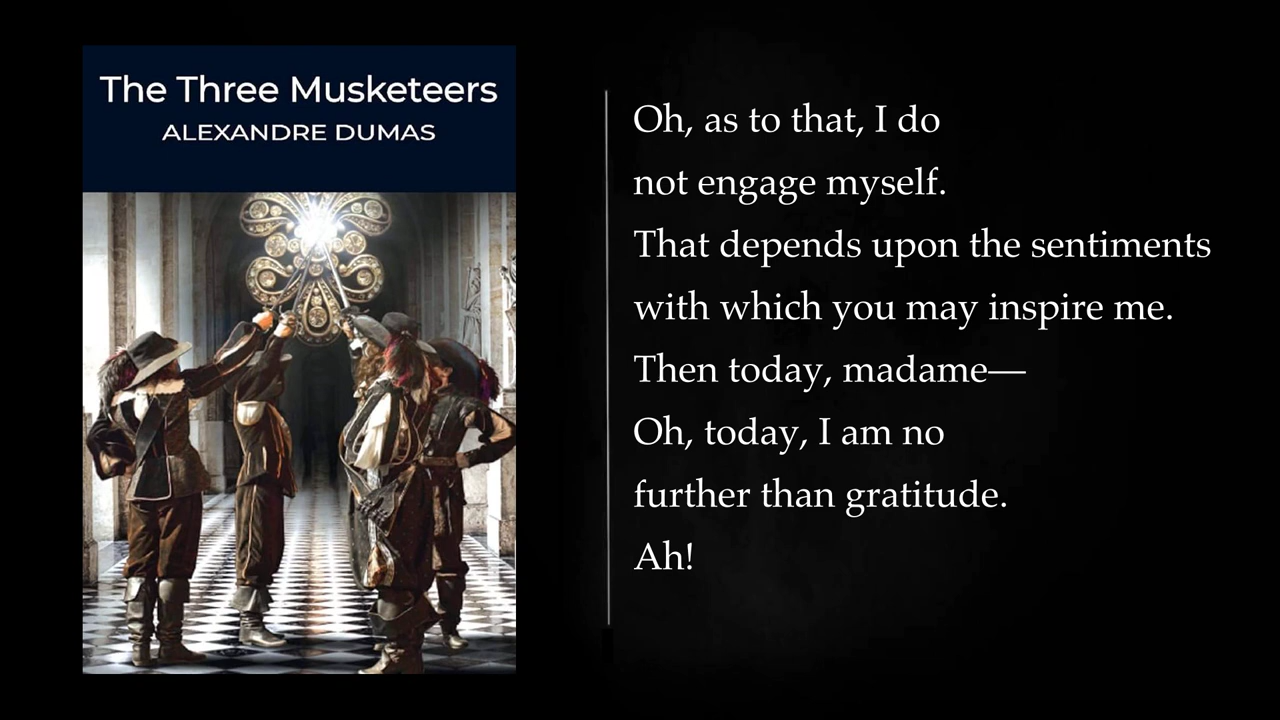 The Three Musketeers
ALEXANDRE DUMAS
Oh, as to that, I do
not engage myself.
That depends upon the sentiments
with which you may inspire me.
Then today, madame—
Oh, today, I am no
further than gratitude.
Ah!